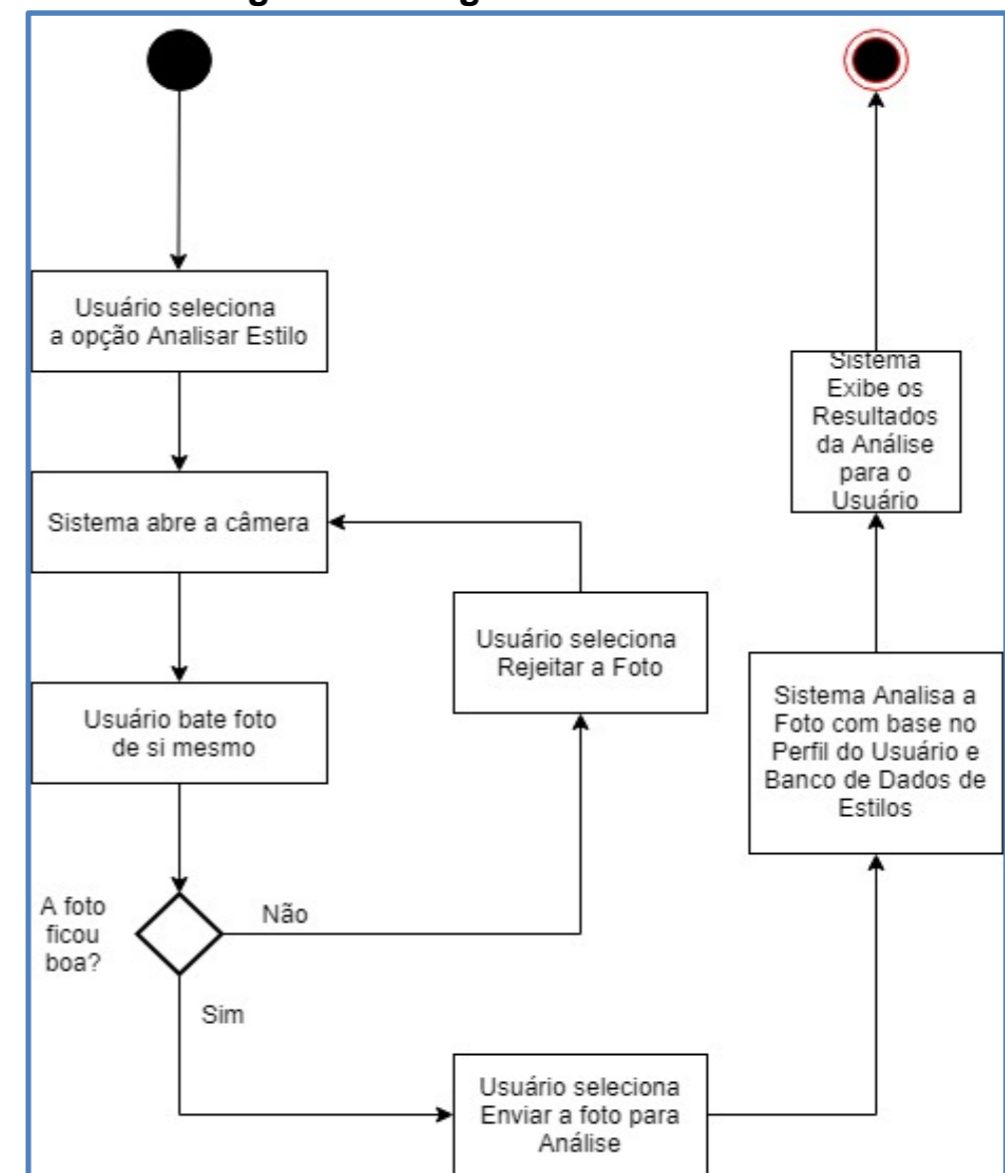 Usuário seleciona
a opção Analisar Estilo
Sistema abre a câmera
Usuário bate foto
de si mesmo
A foto
ficou
boa?
Não
Sim
Usuário seleciona
Rejeitar a Foto
Usuário seleciona
Enviar a foto para
Análise
Sistema Analisa a
Foto com base no
Perfil do Usuário e
Banco de Dados de
Estilos
Sistema
Exibe os
Resultados
da Análise
para o
Usuário